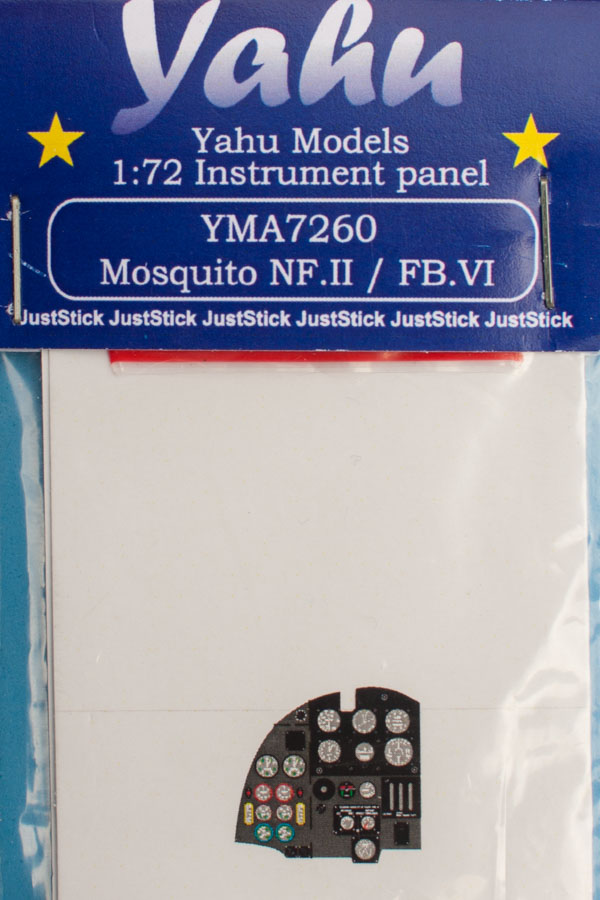 Yahu
Yahu Models
1:72 Instrument panel
YMA7260
Mosquito NF.II / FB.VI
JustStick JustStick JustStick JustStick JustStick JustStick